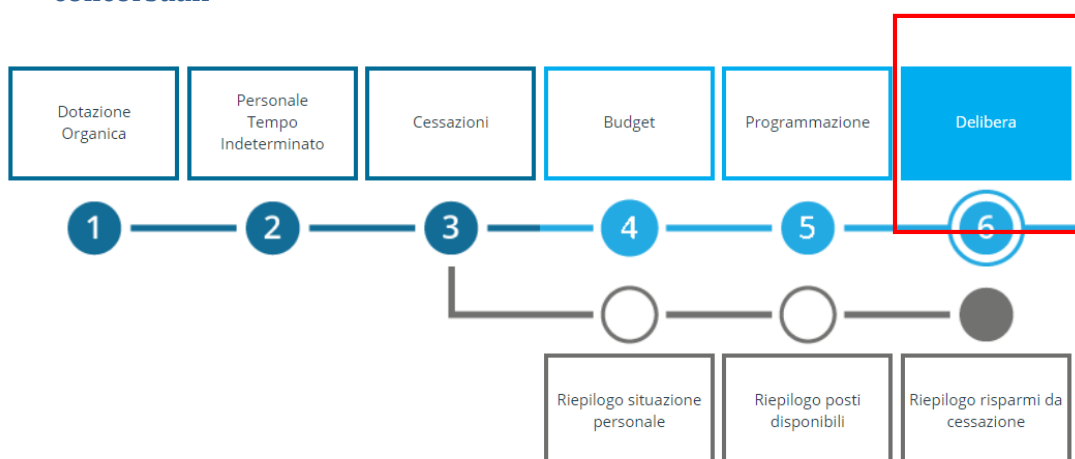 Dotazione
Organica
Personale
Tempo
Indeterminato
Cessazioni
Budget
Programmazione
Delibera
1
2
3
4
5
6
Riepilogo situazione
personale
Riepilogo posti
disponibili
Riepilogo risparmi da
cessazione